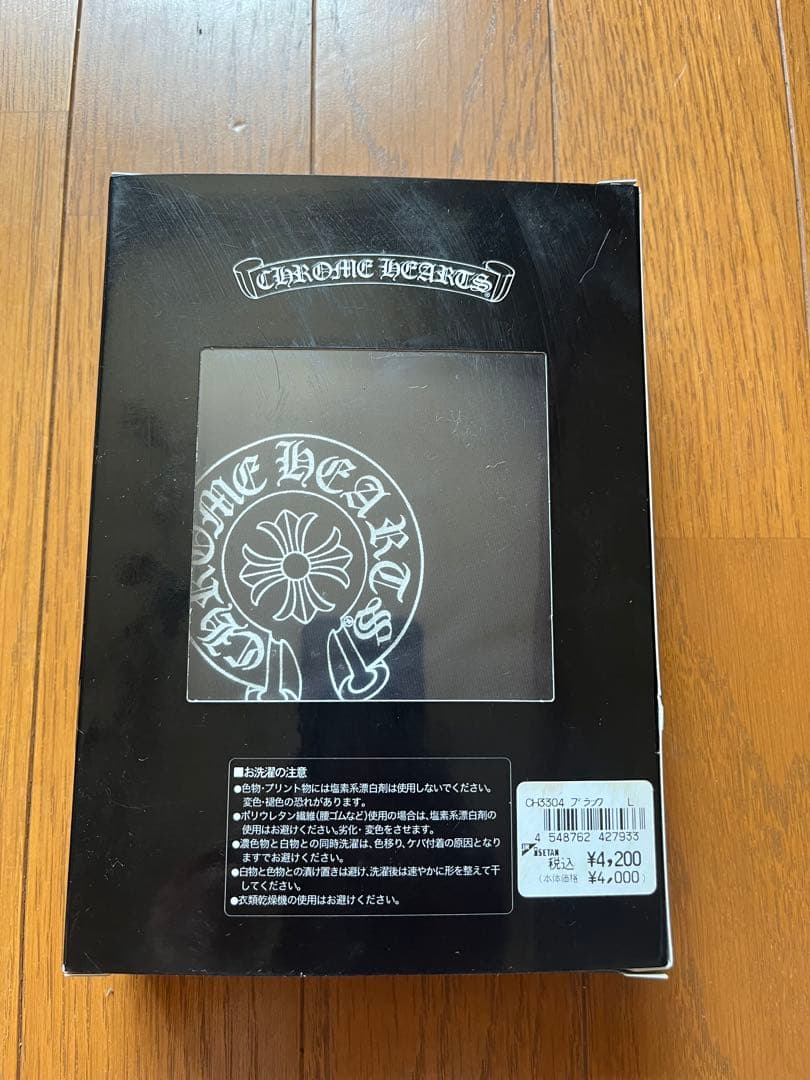 CHROME HEARTS®
CHROME HEARTS®
■お洗濯の注意
●色物・プリント物には塩素系漂白剤は使用しないでください。
変色・褪色の恐れがあります。
●ポリウレタン繊維(腰ゴムなど)使用の場合は、塩素系漂白剤の
使用はお避けください。劣化・変色をさせます。
●濃色物と白物との同時洗濯は、色移り、ケバ付着の原因となり
ますでお避けください。
●白物と色物との漬け置きは避け、洗濯後は速やかに形を整えて干
してください。
●衣類乾燥機の使用はお避けください。
CH3304 ブラック L
4 548762 427933
ISETAN
税込 ¥4,200
(本体価格 ¥4,000)